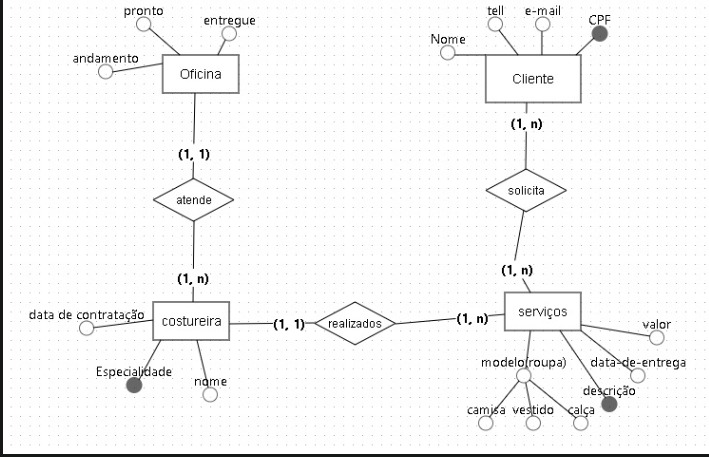 pronto
entregue
andamento
Oficina
tell
e-mail
CPF
Nome
Cliente
(1, n)
(1, 1)
atende
solicita
(1, n)
(1, n)
data de contratação
costureira
(1, 1)
realizados
(1, n)
serviços
valor
Especialidade
nome
modelo(roupa)
data-de-entrega
descrição
camisa
vestido
calça